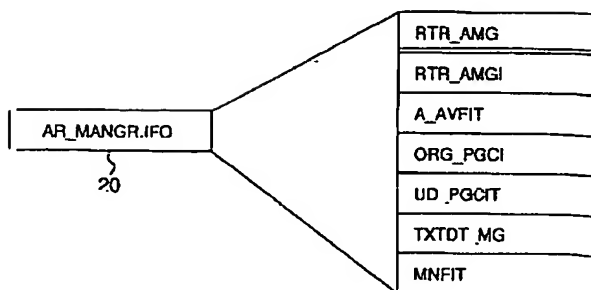 AR_MANGR.IFO
20
RTR_AMG
RTR_AMGI
A_AVFIT
ORG_PGCI
UD_PGCIT
TXTDT_MG
MNFIT